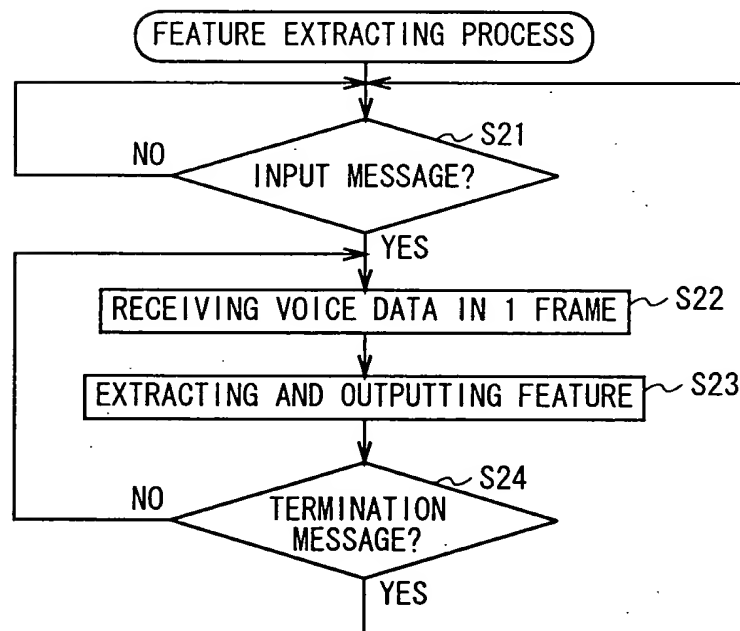 FEATURE EXTRACTING PROCESS
S21
NO
INPUT MESSAGE?
YES
RECEIVING VOICE DATA IN 1 FRAME
S22
EXTRACTING AND OUTPUTTING FEATURE
S23
S24
NO
TERMINATION
MESSAGE?
YES